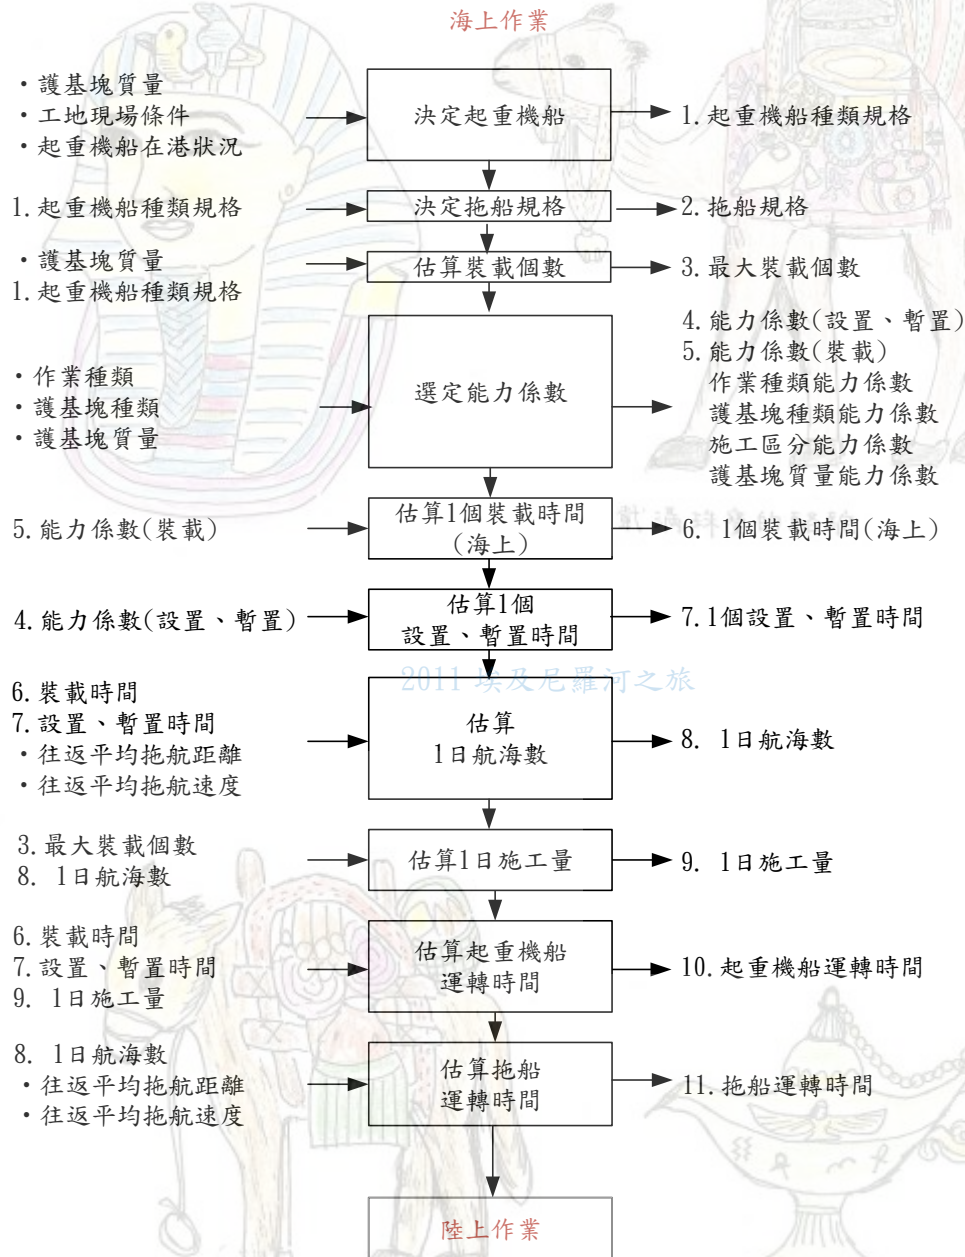 海上作業
・護基塊質量
・工地現場條件
・起重機船在港狀況
決定起重機船
1.起重機船種類規格
1.起重機船種類規格
決定拖船規格
2.拖船規格
・護基塊質量
1.起重機船種類規格
估算裝載個數
3.最大裝載個數
・作業種類
・護基塊種類
・護基塊質量
選定能力係數
4.能力係數(設置、暫置)
5.能力係數(裝載)
作業種類能力係數
護基塊種類能力係數
施工區分能力係數
護基塊質量能力係數
5.能力係數(裝載)
估算1個裝載時間
(海上)
6. 1個裝載時間(海上)
4.能力係數(設置、暫置)
估算1個
設置、暫置時間
7.1個設置、暫置時間
2011 埃及尼羅河之旅
6.裝載時間
7.設置、暫置時間
・往返平均拖航距離
・往返平均拖航速度
估算
1日航海數
8. 1日航海數
3.最大裝載個數
8. 1日航海數
估算1日施工量
9. 1日施工量
6.裝載時間
7.設置、暫置時間
9. 1日施工量
估算起重機船
運轉時間
10.起重機船運轉時間
8. 1日航海數
・往返平均拖航距離
・往返平均拖航速度
估算拖船
運轉時間
11.拖船運轉時間
陸上作業